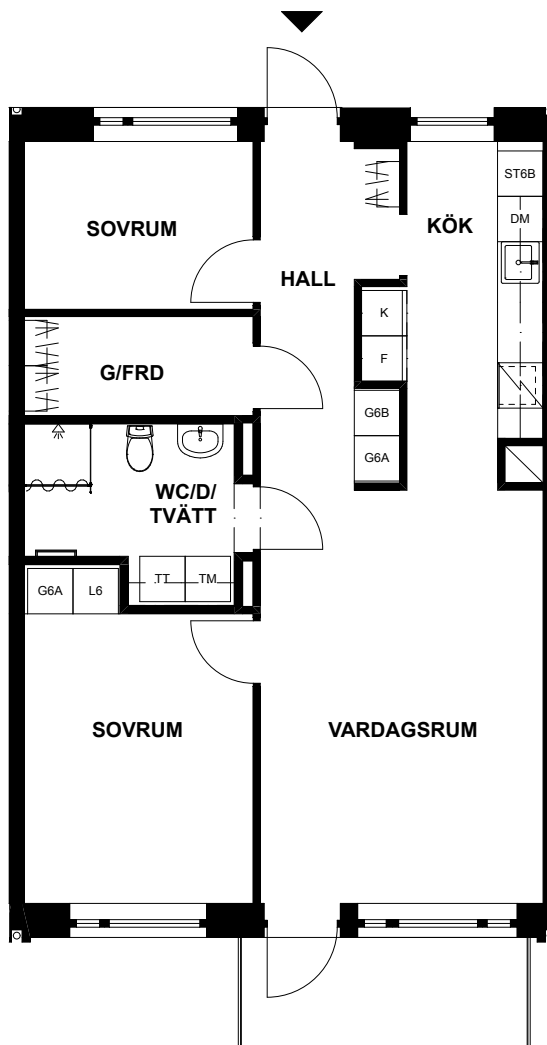 ST6B
DM
SOVRUM
KÖK
HALL
K
F
G/FRD
G6B
G6A
WC/D/
TVÄTT
TT
TM
G6A
L6
SOVRUM
VARDAGSRUM